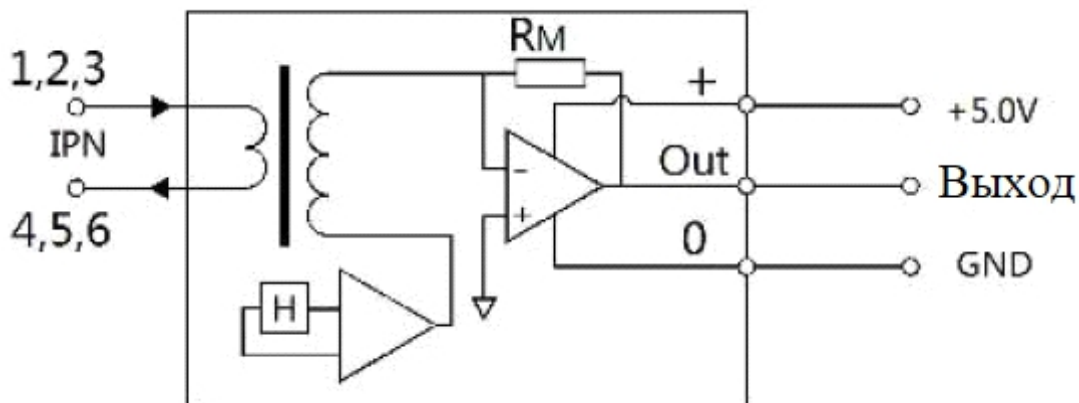 RM
1,2,3
+
+5.0V
IPN
-
Out
Выход
+
4,5,6
0
GND
H